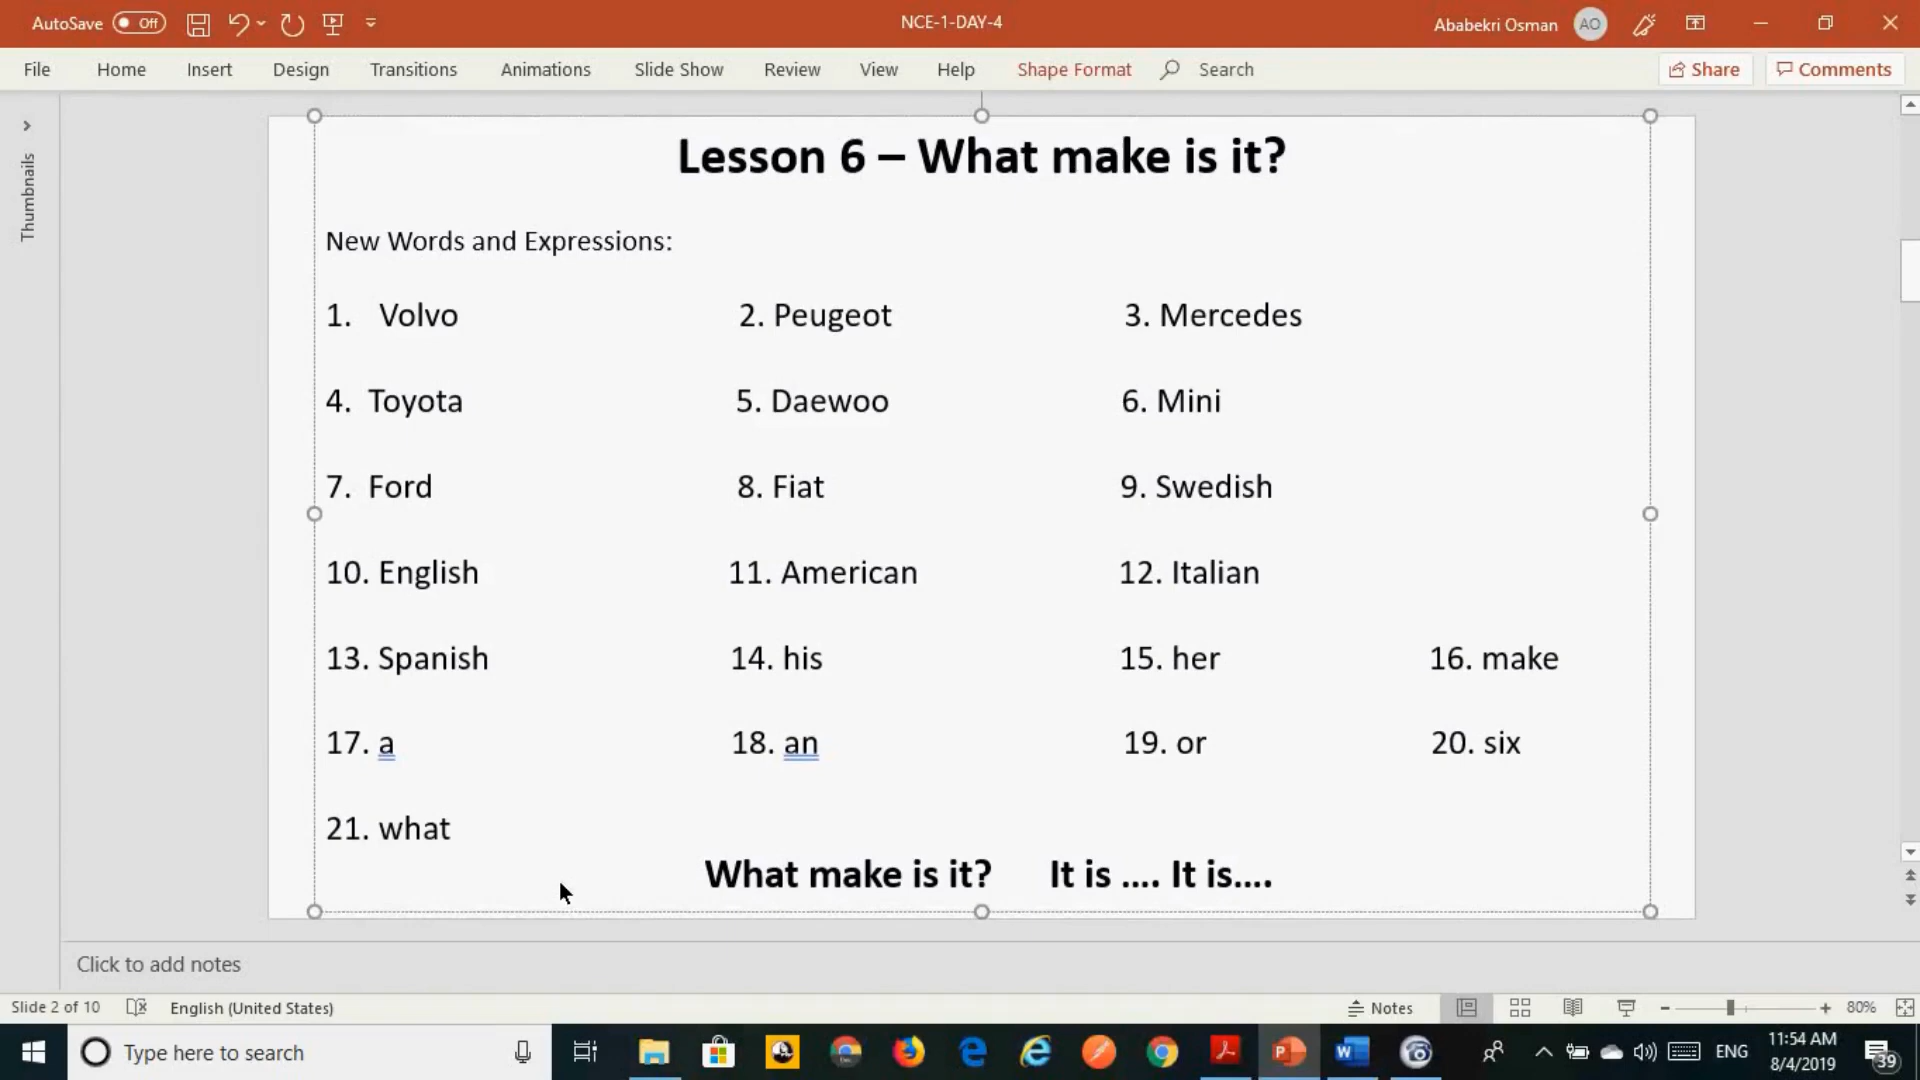 AutoSave Off NCE-1-DAY-4 Ababekri Osman AO
File Home Insert Design Transitions Animations Slide Show Review View Help Shape Format Search Share Comments
Thumbnails
Lesson 6 – What make is it?
New Words and Expressions:
1. Volvo 2. Peugeot 3. Mercedes
4. Toyota 5. Daewoo 6. Mini
7. Ford 8. Fiat 9. Swedish
10. English 11. American 12. Italian
13. Spanish 14. his 15. her 16. make
17. a 18. an 19. or 20. six
21. what
What make is it? It is .... It is....
Click to add notes
Slide 2 of 10 English (United States) Notes 80%
Type here to search ENG 11:54 AM
8/4/2019 39